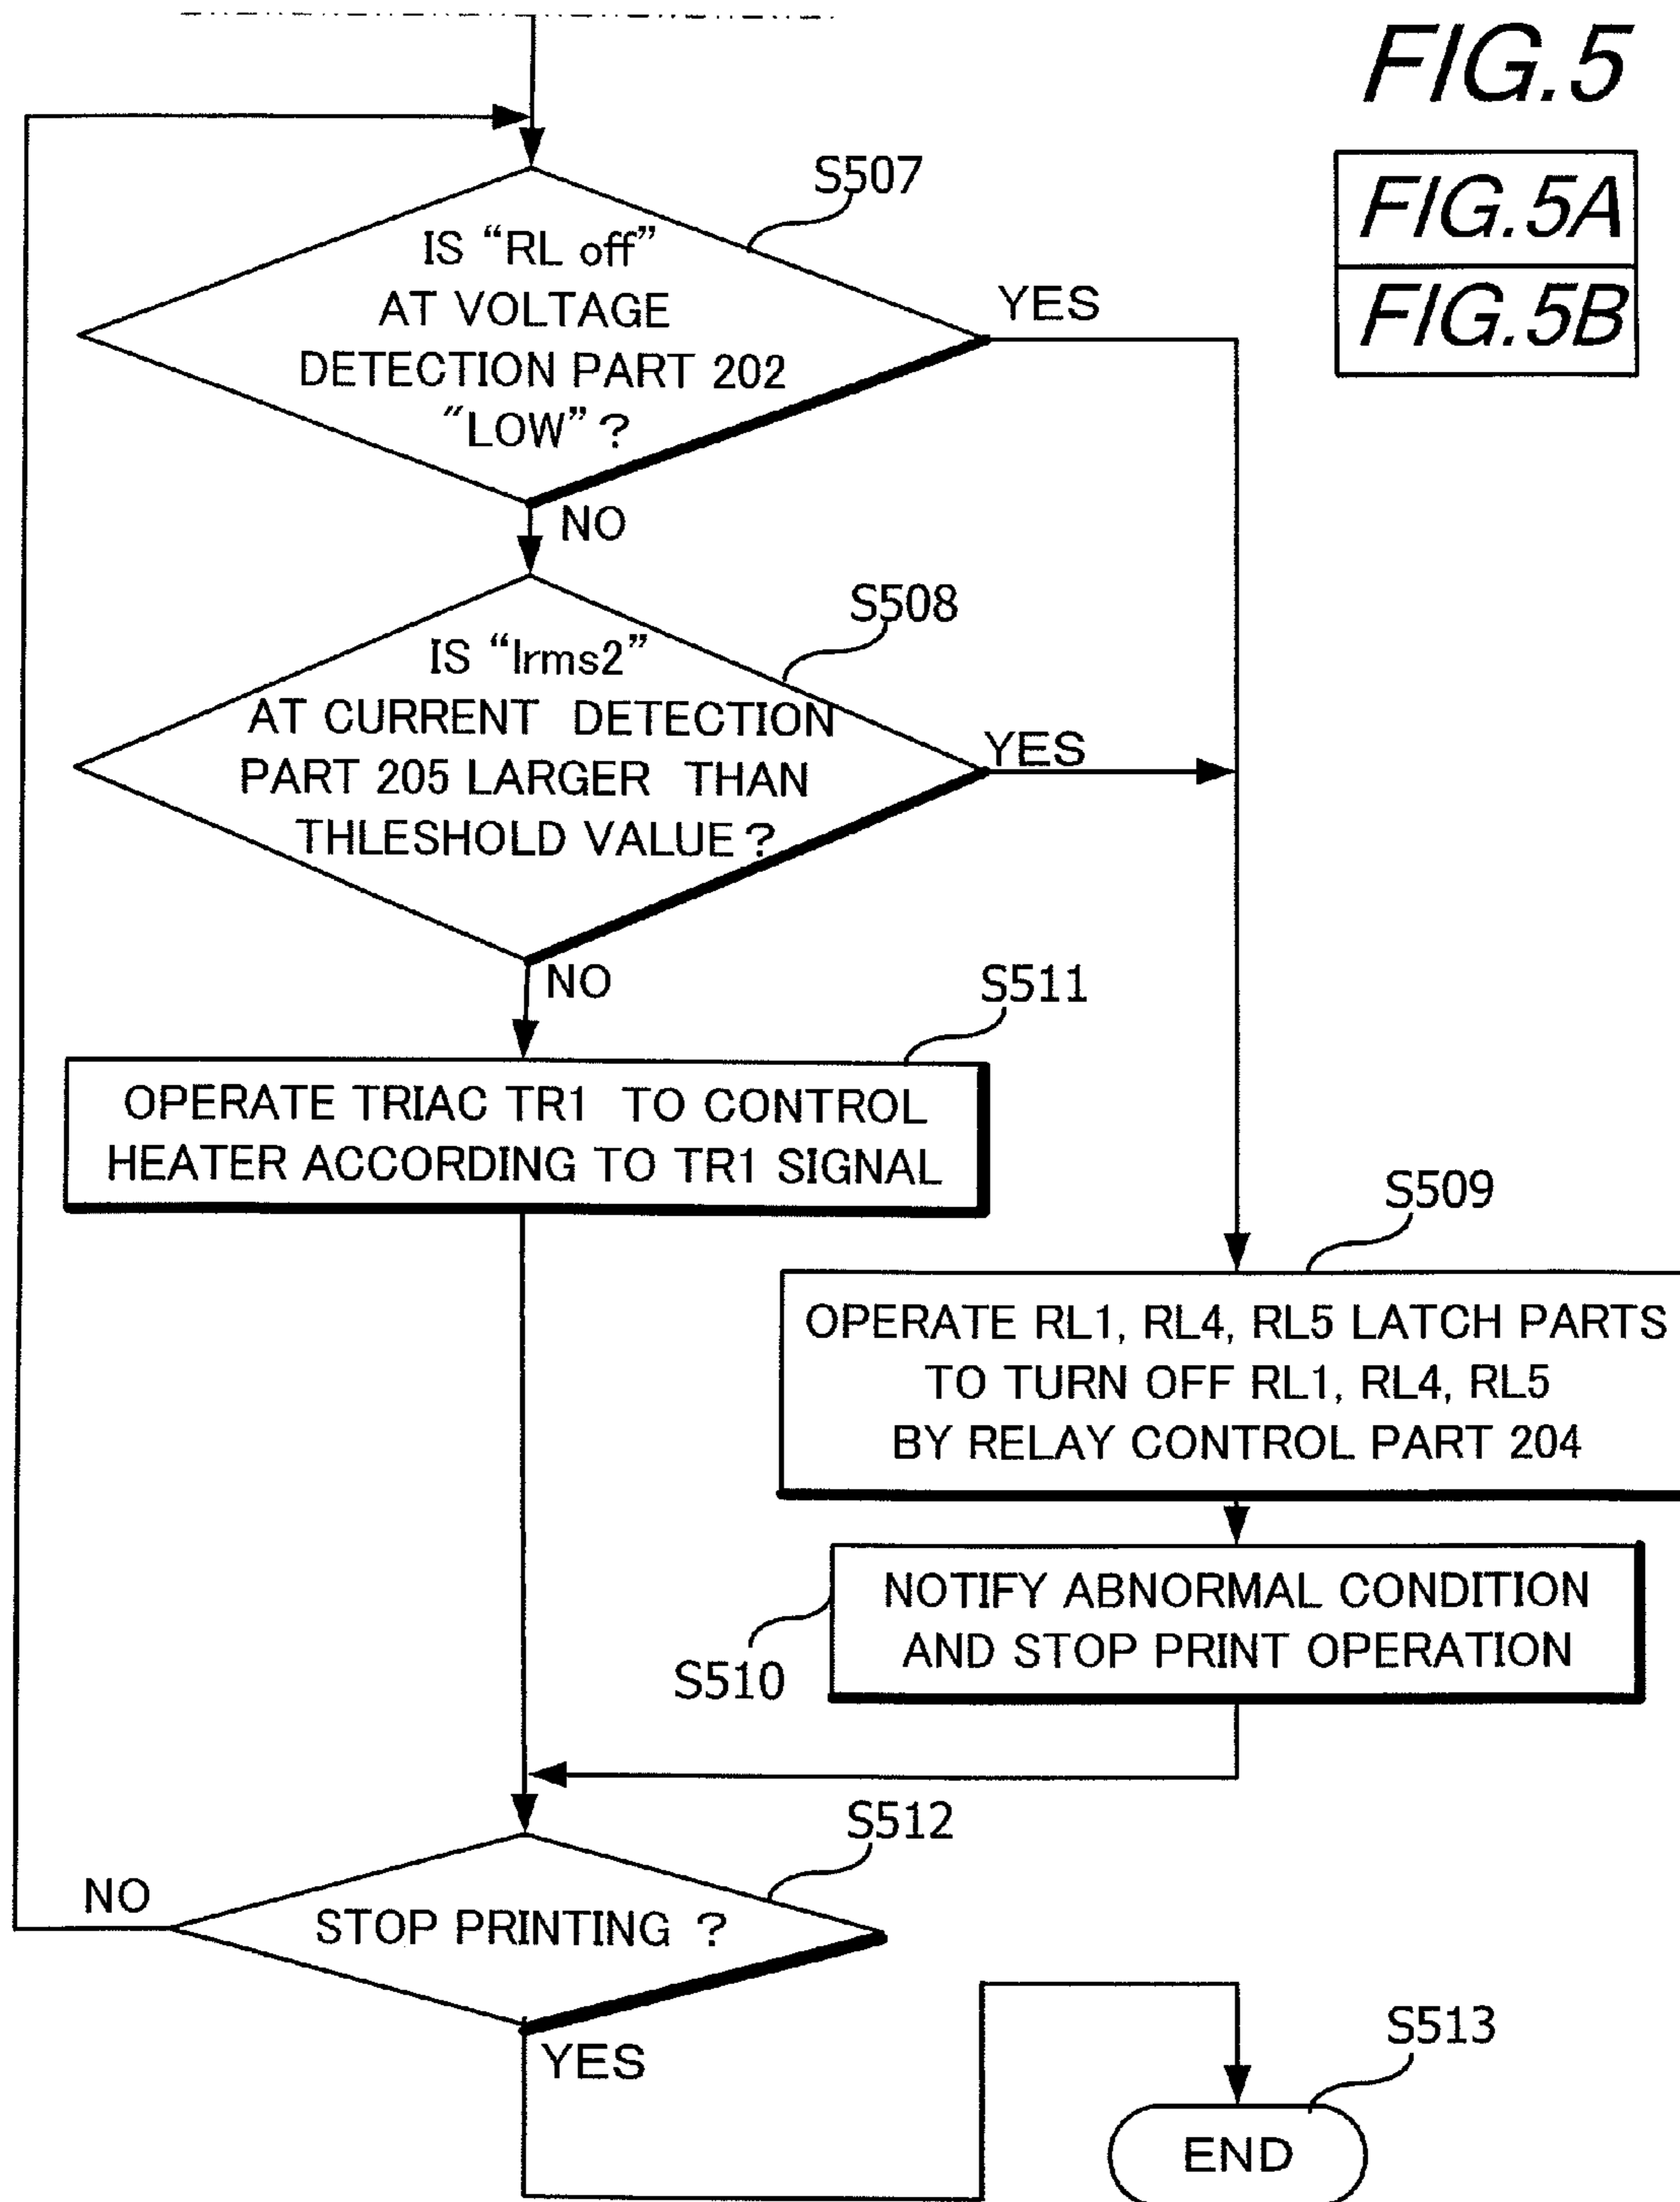 FIG.5
FIG.5A
FIG.5B
S507
IS “RL off”
AT VOLTAGE
DETECTION PART 202
“LOW”?
YES
NO
S508
IS “Irms2”
AT CURRENT DETECTION
PART 205 LARGER THAN
THLESHOLD VALUE?
YES
NO
S511
OPERATE TRIAC TR1 TO CONTROL
HEATER ACCORDING TO TR1 SIGNAL
S509
OPERATE RL1, RL4, RL5 LATCH PARTS
TO TURN OFF RL1, RL4, RL5
BY RELAY CONTROL PART 204
NOTIFY ABNORMAL CONDITION
AND STOP PRINT OPERATION
S510
S512
NO
STOP PRINTING ?
YES
S513
END